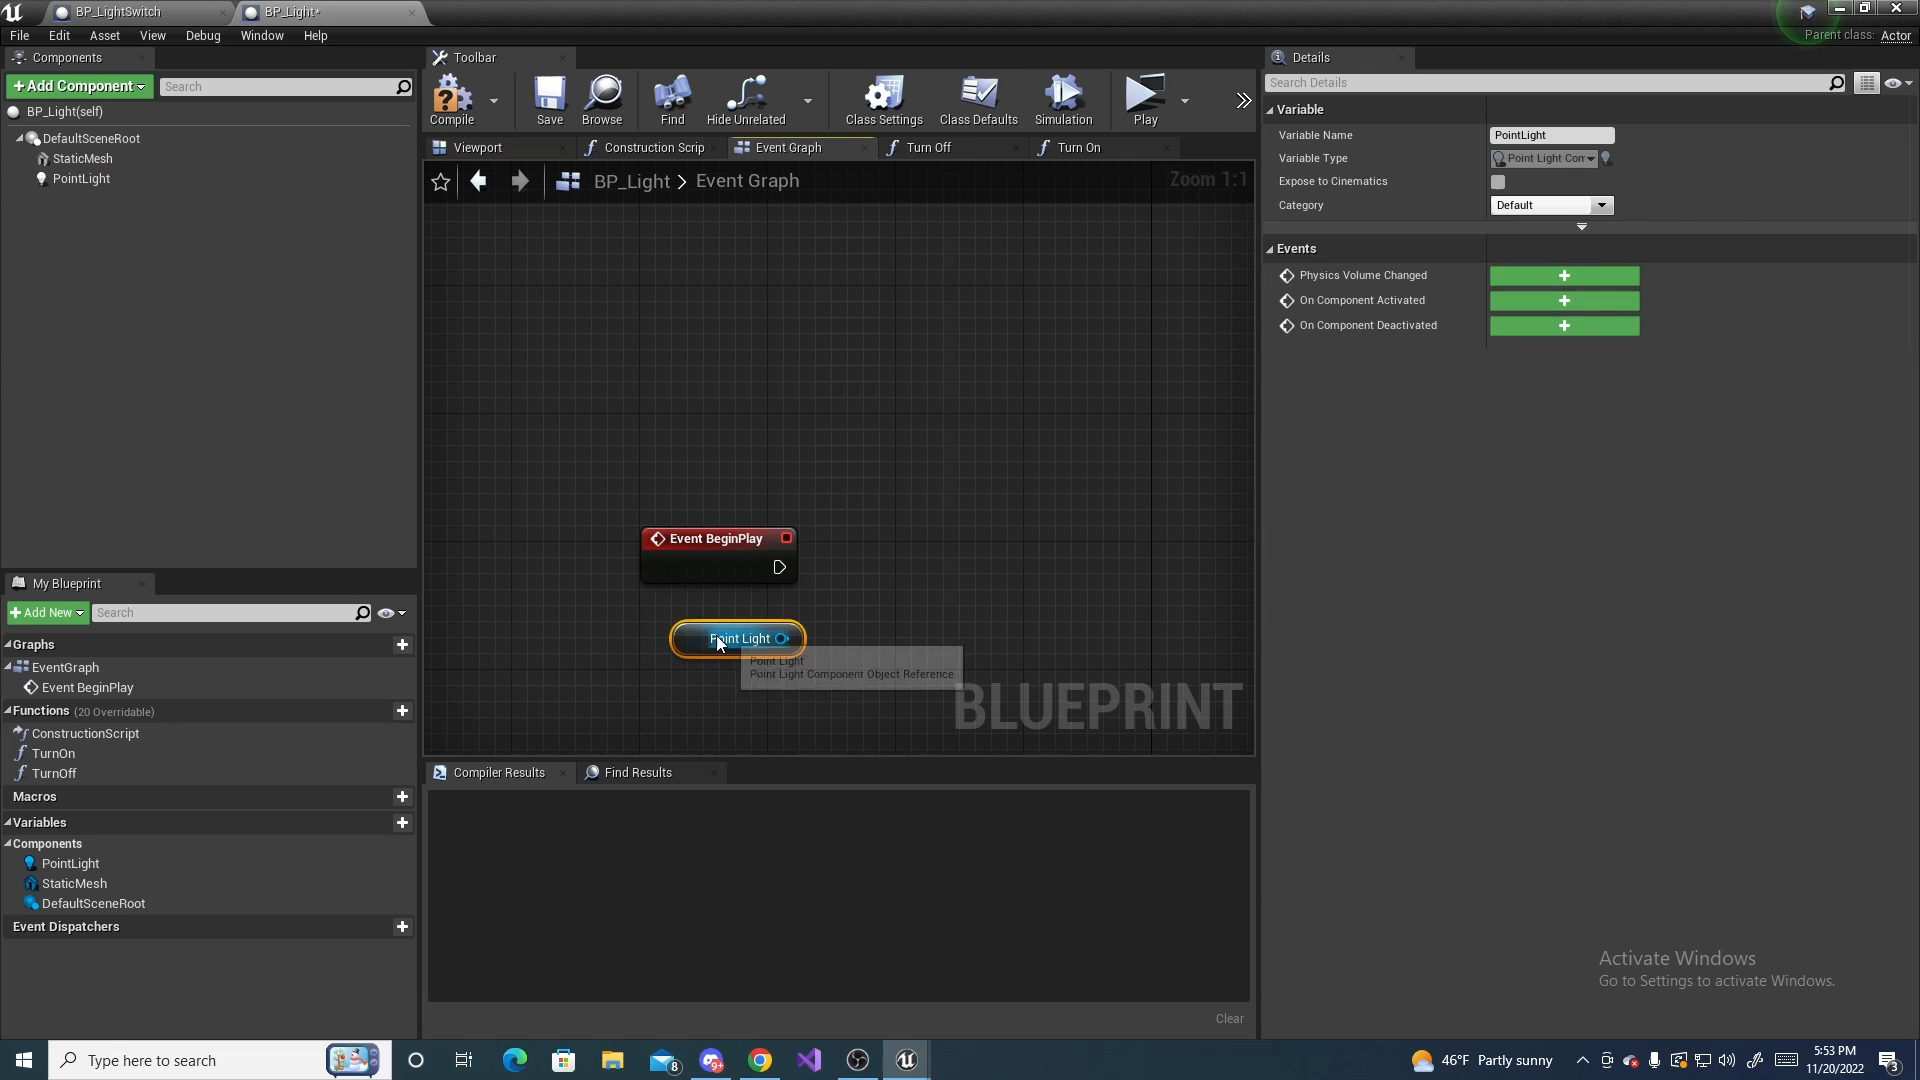 BP_LightSwitch
BP_Light*
File Edit Asset View Debug Window Help
Parent class: Actor
Components
Toolbar
Details
+ Add Component
Search
Search Details
BP_Light(self)
DefaultSceneRoot
StaticMesh
PointLight
Compile
Save
Browse
Find
Hide Unrelated
Class Settings
Class Defaults
Simulation
Play
Viewport
Construction Scrip
Event Graph
Turn Off
Turn On
BP_Light > Event Graph
Zoom 1:1
Variable
Variable Name
PointLight
Variable Type
Point Light Com
Expose to Cinematics
Category
Default
Events
Physics Volume Changed
On Component Activated
On Component Deactivated
Event BeginPlay
Point Light
Point Light
Point Light Component Object Reference
BLUEPRINT
My Blueprint
+ Add New
Search
Graphs
EventGraph
Event BeginPlay
Functions (20 Overridable)
ConstructionScript
TurnOn
TurnOff
Macros
Variables
Components
PointLight
StaticMesh
DefaultSceneRoot
Event Dispatchers
Compiler Results
Find Results
Clear
Activate Windows
Go to Settings to activate Windows.
Type here to search
8
9+
46°F Partly sunny
5:53 PM
11/20/2022
3